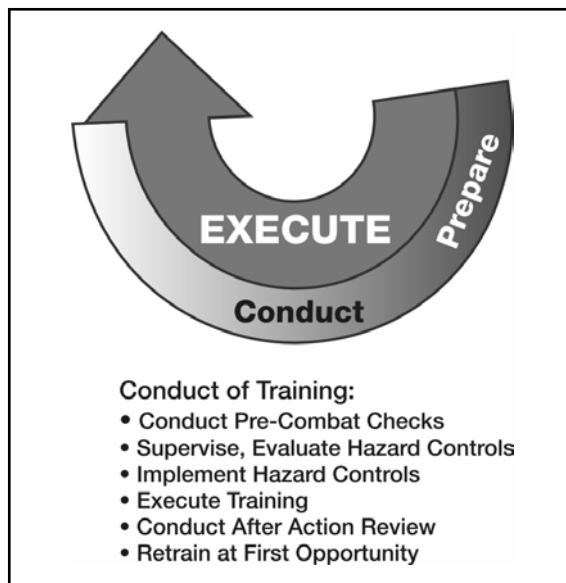 EXECUTE
Prepare
Conduct
Conduct of Training:
• Conduct Pre-Combat Checks
• Supervise, Evaluate Hazard Controls
• Implement Hazard Controls
• Execute Training
• Conduct After Action Review
• Retrain at First Opportunity